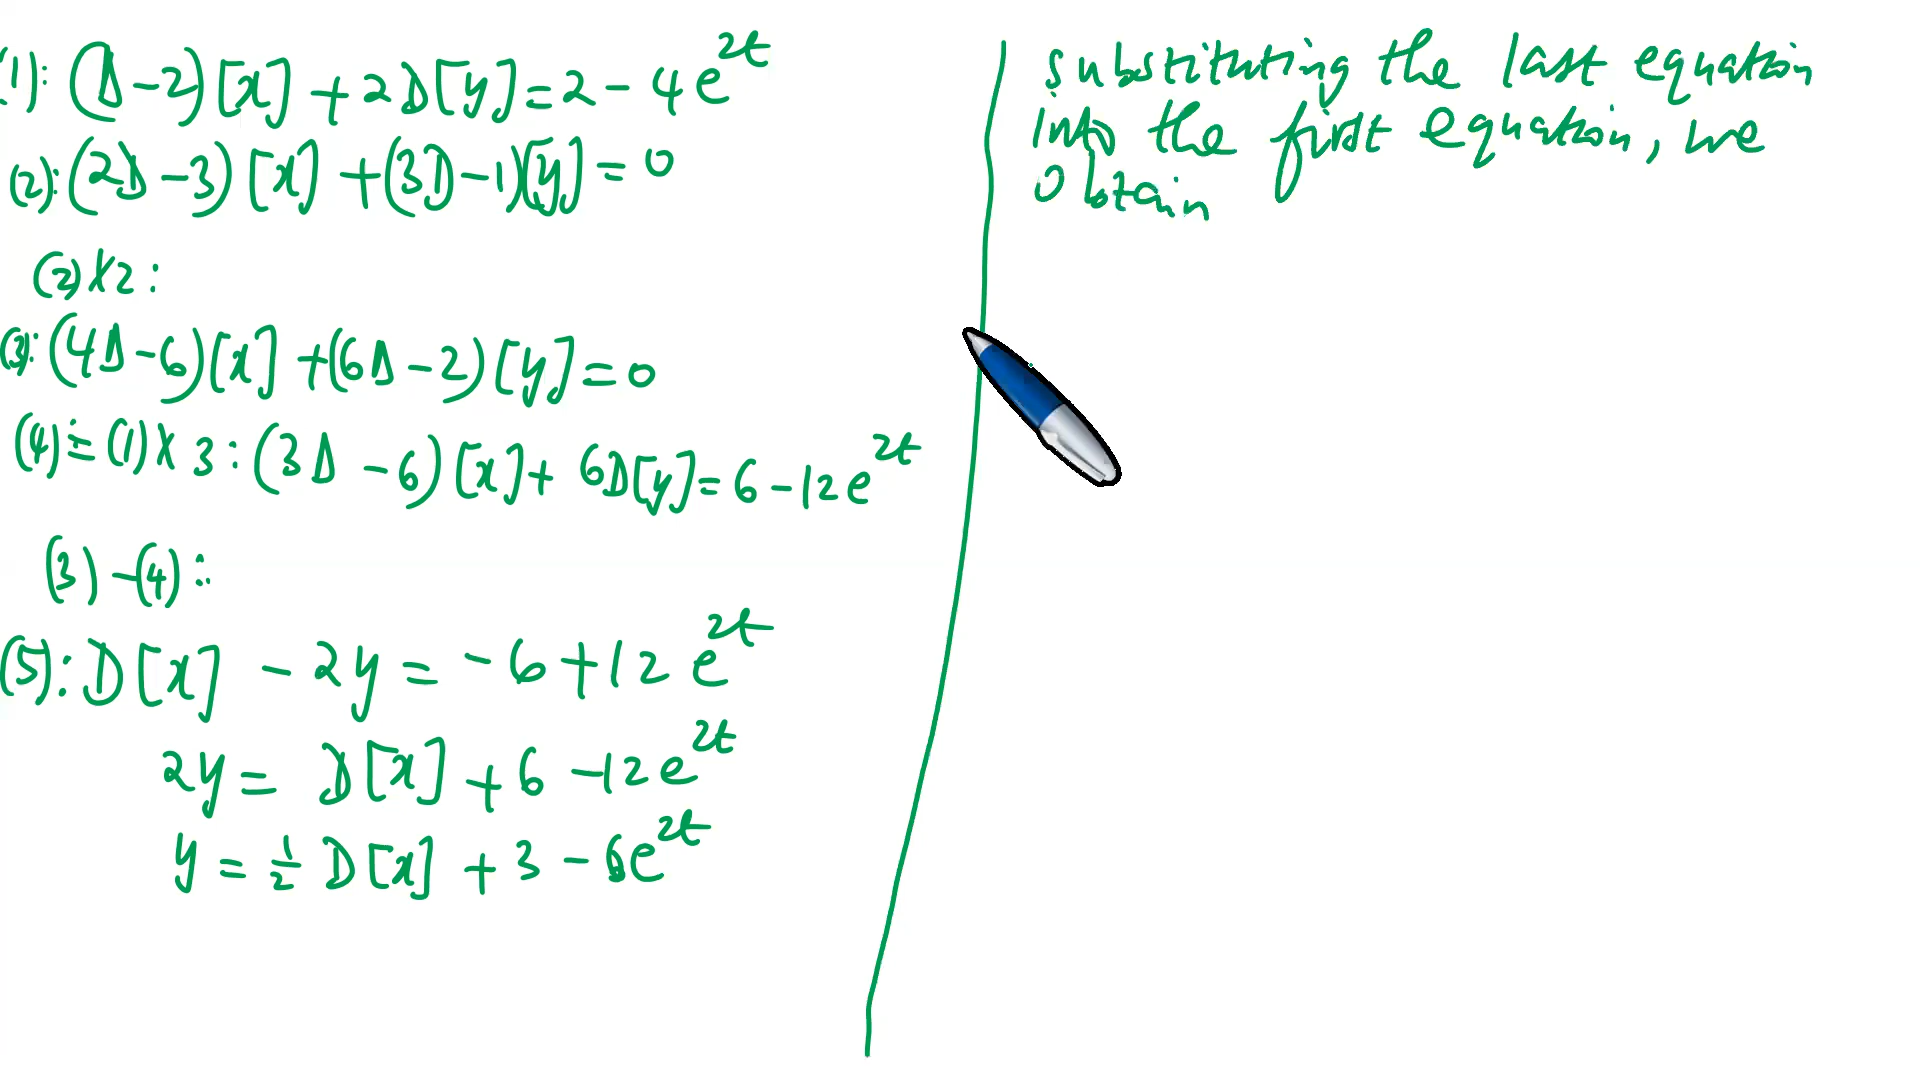 (1): (D-2)[x] + 2D[y] = 2 - 4e^{2t}
(2): (2D-3)[x] + (3D-1)[y] = 0
(2)×2:
(3): (4D-6)[x] + (6D-2)[y] = 0
(4) = (1)×3: (3D-6)[x] + 6D[y] = 6 - 12e^{2t}
(3) - (4):
(5): D[x] - 2y = -6 + 12e^{2t}
2y = D[x] + 6 - 12e^{2t}
y = 1/2 D[x] + 3 - 6e^{2t}
substituting the last equation
into the first equation, we
obtain